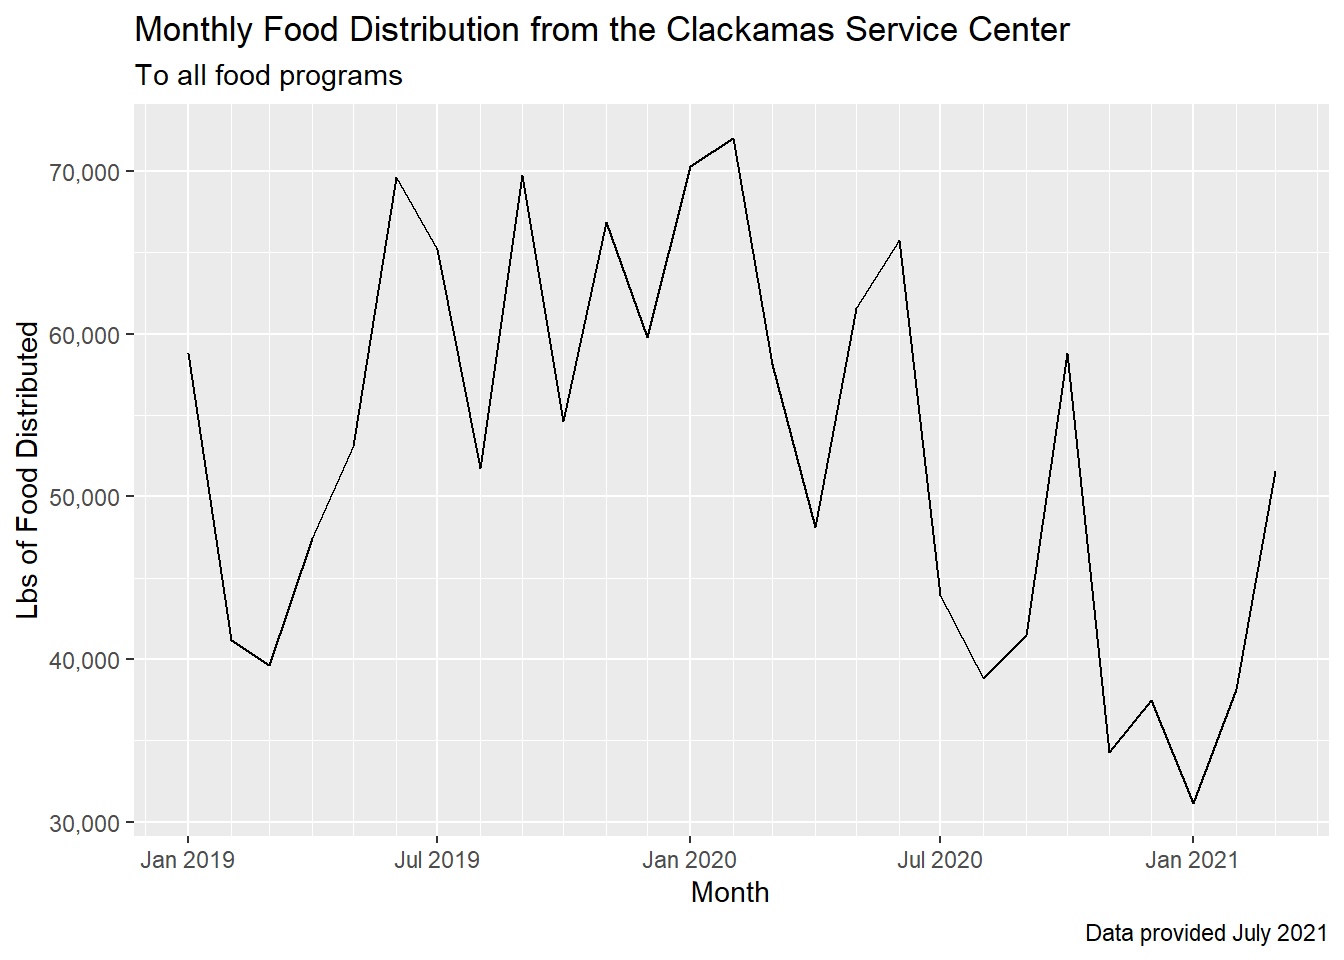 Monthly Food Distribution from the Clackamas Service Center
To all food programs
Lbs of Food Distributed
70,000
60,000
50,000
40,000
30,000
Jan 2019
Jul 2019
Jan 2020
Jul 2020
Jan 2021
Month
Data provided July 2021